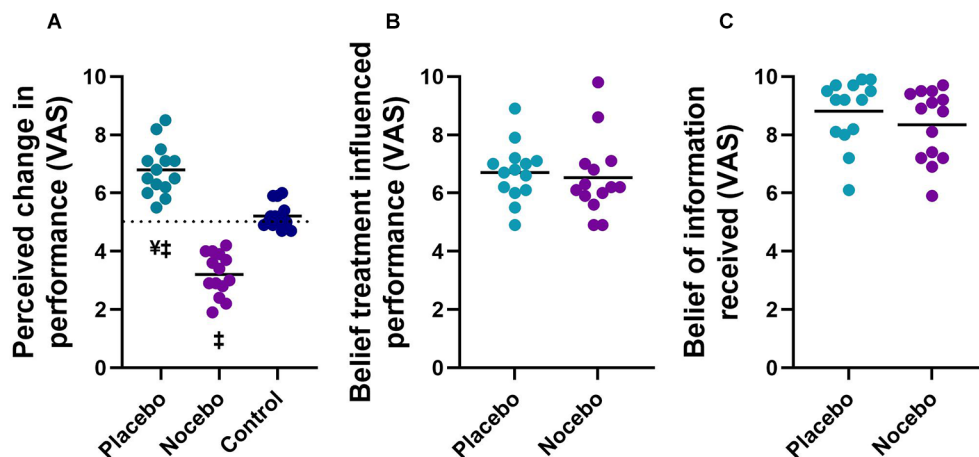 A
Perceived change in
performance (VAS)
10
8
6
4
2
0
¥‡
‡
Placebo
Nocebo
Control
B
Belief treatment influenced
performance (VAS)
10
8
6
4
2
0
Placebo
Nocebo
C
Belief of information
received (VAS)
10
8
6
4
2
0
Placebo
Nocebo